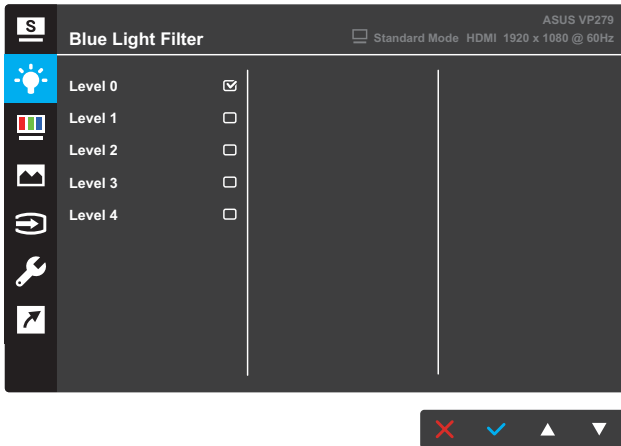 S
ASUS VP279
Blue Light Filter
Standard Mode HDMI 1920 x 1080 @ 60Hz
Level 0
Level 1
Level 2
Level 3
Level 4